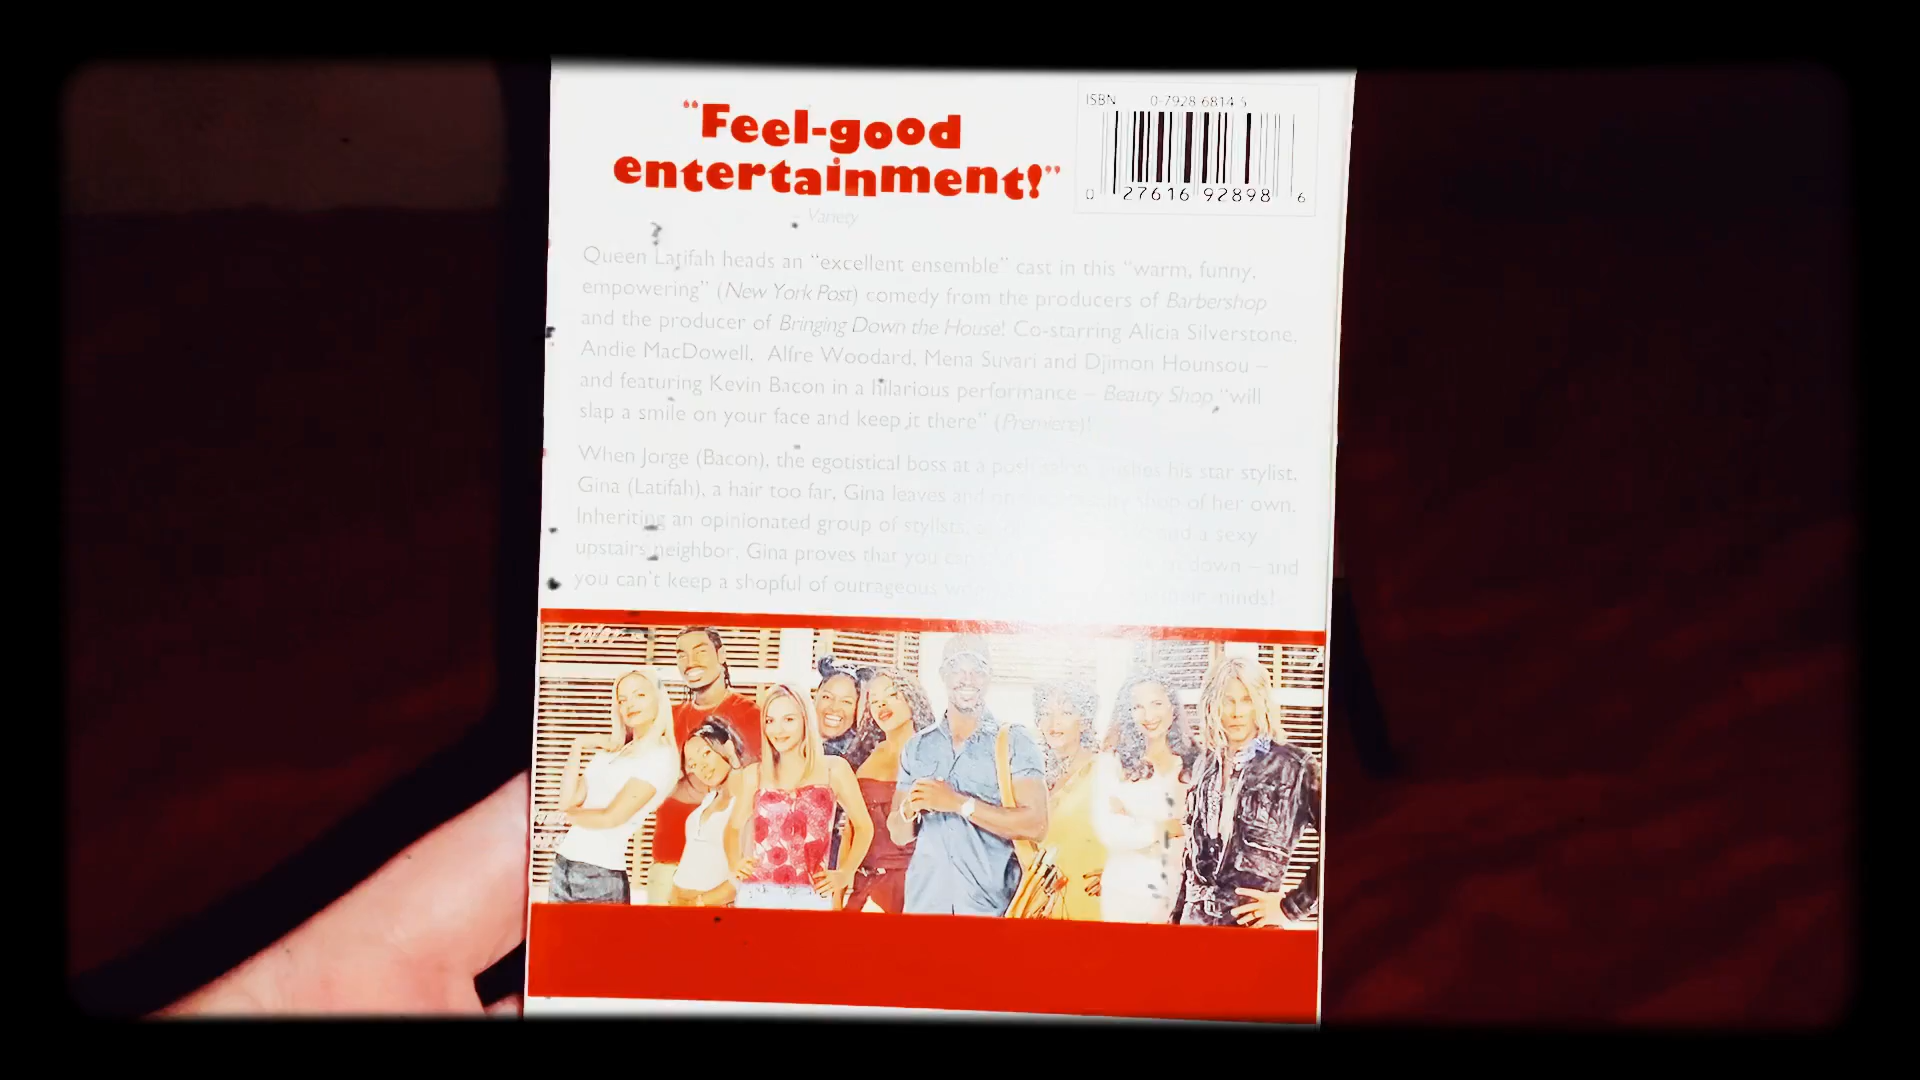 “Feel-good
entertainment!”
- Variety
ISBN 0-7928-6814-5
0 27616 92898 6
Queen Latifah heads an “excellent ensemble” cast in this “warm, funny,
empowering” (New York Post) comedy from the producers of Barbershop
and the producer of Bringing Down the House! Co-starring Alicia Silverstone,
Andie MacDowell, Alfre Woodard, Mena Suvari and Djimon Hounsou –
and featuring Kevin Bacon in a hilarious performance – Beauty Shop “will
slap a smile on your face and keep it there” (Premiere)!
When Jorge (Bacon), the egotistical boss at a posh salon, pushes his star stylist,
Gina (Latifah), a hair too far, Gina leaves and of her own.
Inheriting an opinionated group of stylists, and a sexy
upstairs neighbor, Gina proves that you can down – and
you can't keep a shopful of outrageous their minds!